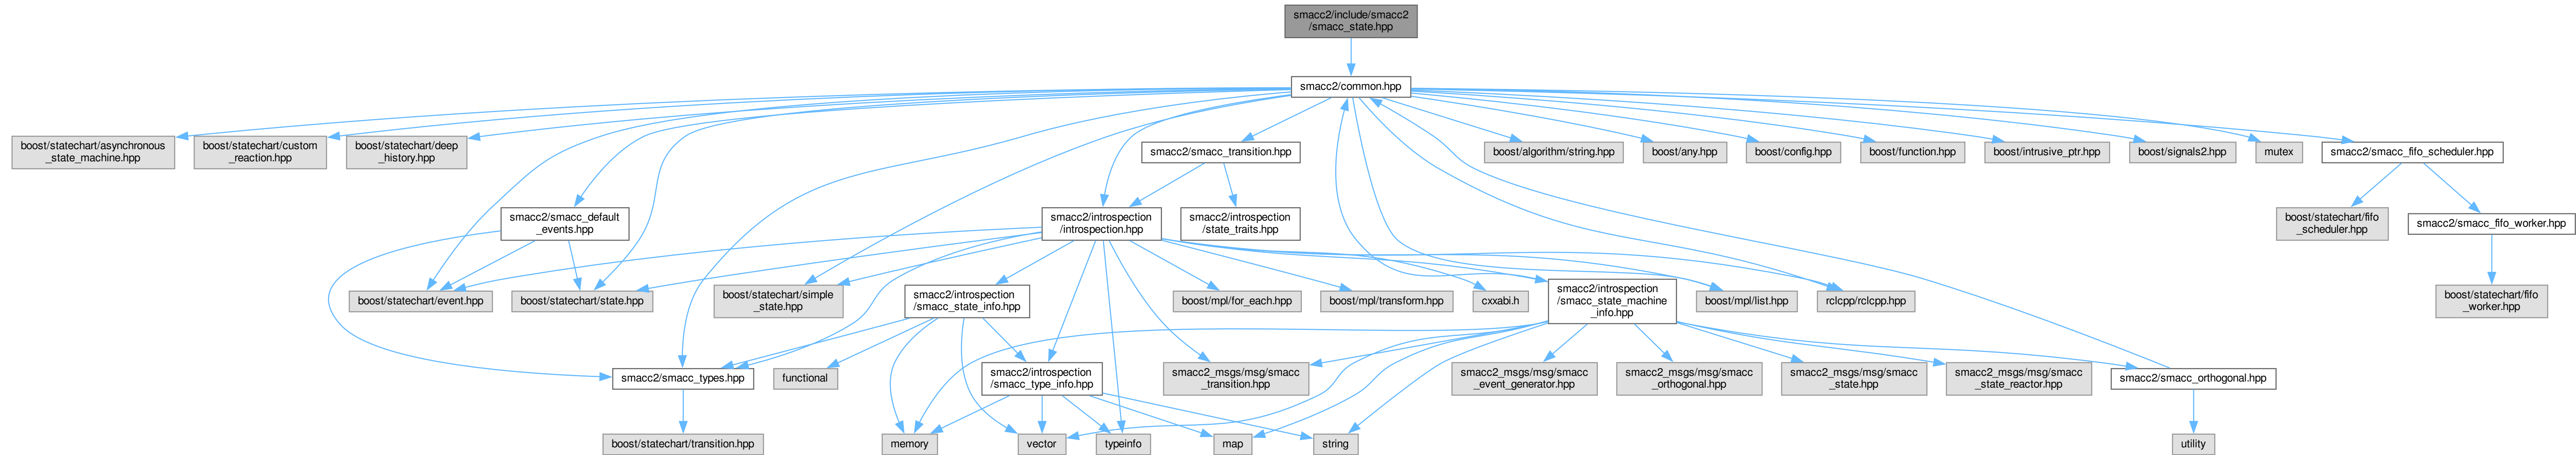 smacc2/include/smacc2
/smacc_state.hpp
smacc2/common.hpp
boost/statechart/asynchronous
_state_machine.hpp
boost/statechart/custom
_reaction.hpp
boost/statechart/deep
_history.hpp
smacc2/smacc_transition.hpp
boost/algorithm/string.hpp
boost/any.hpp
boost/config.hpp
boost/function.hpp
boost/intrusive_ptr.hpp
boost/signals2.hpp
mutex
smacc2/smacc_fifo_scheduler.hpp
smacc2/smacc_default
_events.hpp
smacc2/introspection
/introspection.hpp
smacc2/introspection
/state_traits.hpp
boost/statechart/fifo
_scheduler.hpp
smacc2/smacc_fifo_worker.hpp
boost/statechart/event.hpp
boost/statechart/state.hpp
boost/statechart/simple
_state.hpp
smacc2/introspection
/smacc_state_info.hpp
boost/mpl/for_each.hpp
boost/mpl/transform.hpp
cxxabi.h
smacc2/introspection
/smacc_state_machine
_info.hpp
boost/mpl/list.hpp
rclcpp/rclcpp.hpp
boost/statechart/fifo
_worker.hpp
smacc2/smacc_types.hpp
functional
smacc2/introspection
/smacc_type_info.hpp
smacc2_msgs/msg/smacc
_transition.hpp
smacc2_msgs/msg/smacc
_event_generator.hpp
smacc2_msgs/msg/smacc
_orthogonal.hpp
smacc2_msgs/msg/smacc
_state.hpp
smacc2_msgs/msg/smacc
_state_reactor.hpp
smacc2/smacc_orthogonal.hpp
boost/statechart/transition.hpp
memory
vector
typeinfo
map
string
utility